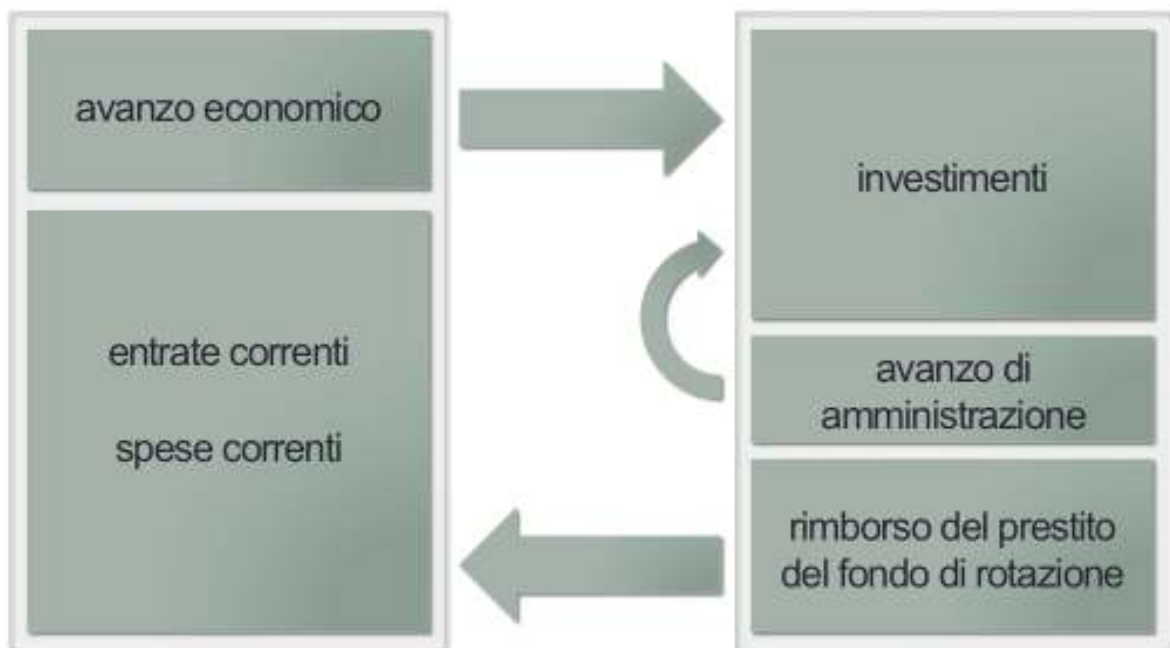 avanzo economico
entrate correnti
spese correnti
investimenti
avanzo di
amministrazione
rimborso del prestito
del fondo di rotazione